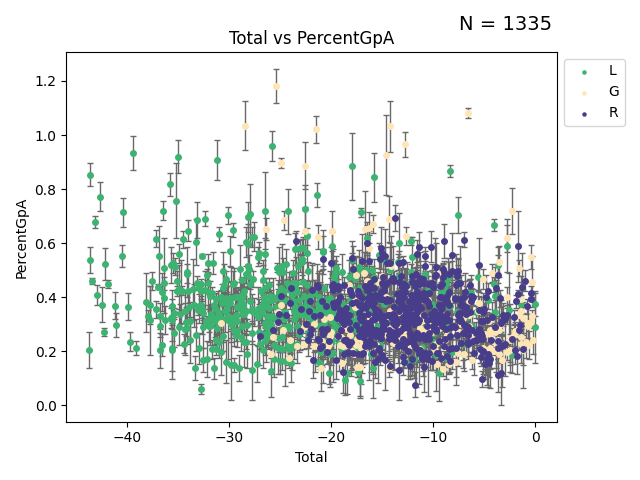 N = 1335
Total vs PercentGpA
L
G
R
PercentGpA
1.2
1.0
0.8
0.6
0.4
0.2
0.0
−40
−30
−20
−10
0
Total